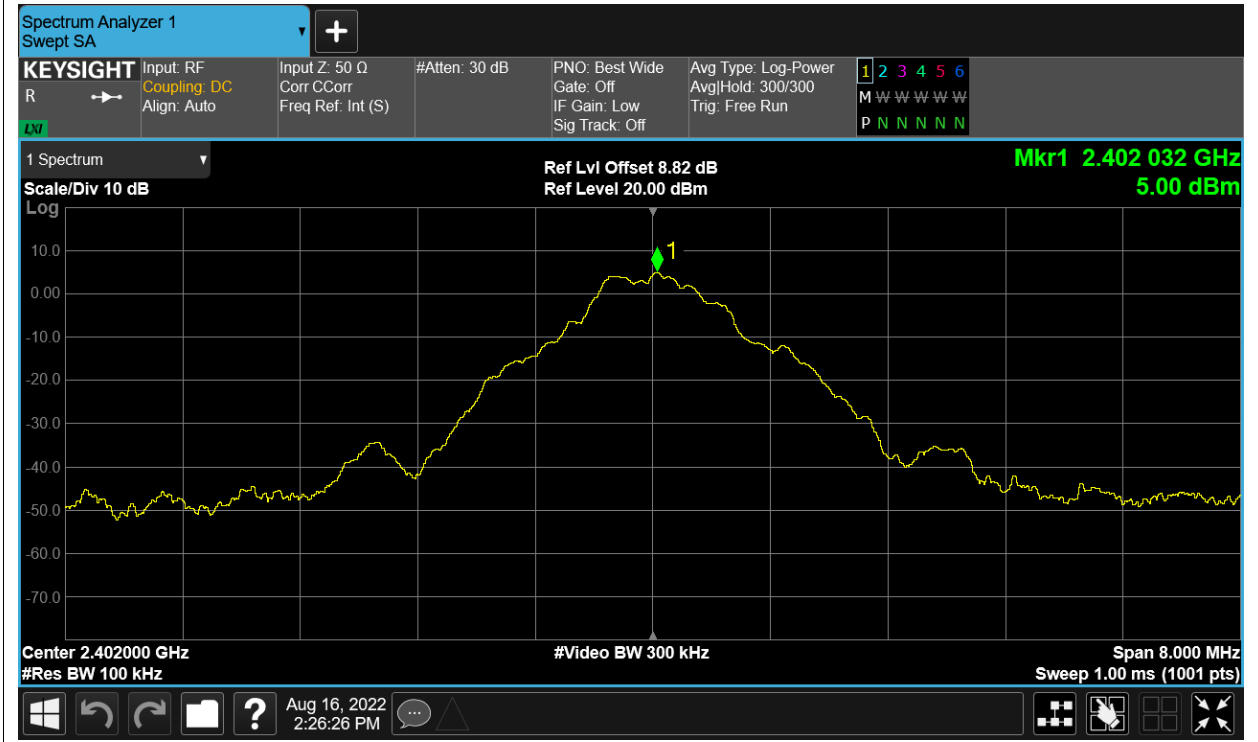 Spectrum Analyzer 1
Swept SA
KEYSIGHT
R
LXI
Input: RF
Coupling: DC
Align: Auto
Input Z: 50 Ω
Corr CCorr
Freq Ref: Int (S)
#Atten: 30 dB
PNO: Best Wide
Gate: Off
IF Gain: Low
Sig Track: Off
Avg Type: Log-Power
Avg|Hold: 300/300
Trig: Free Run
1 2 3 4 5 6
M W W W W W
P N N N N N
1 Spectrum
Scale/Div 10 dB
Log
Ref Lvl Offset 8.82 dB
Ref Level 20.00 dBm
Mkr1 2.402 032 GHz
5.00 dBm
1
10.0
0.00
-10.0
-20.0
-30.0
-40.0
-50.0
-60.0
-70.0
Center 2.402000 GHz
#Res BW 100 kHz
#Video BW 300 kHz
Span 8.000 MHz
Sweep 1.00 ms (1001 pts)
?
Aug 16, 2022
2:26:26 PM